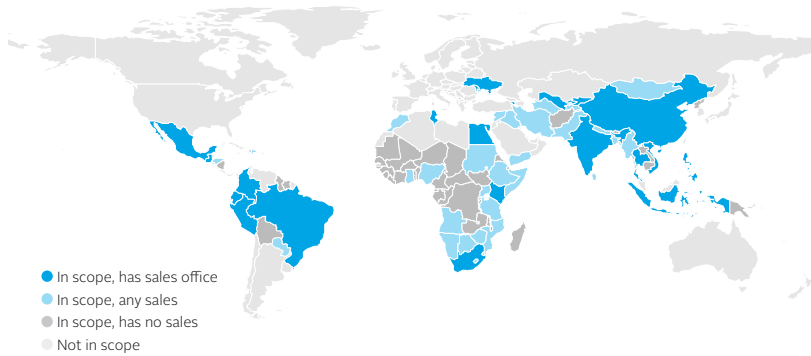 In scope, has sales office
In scope, any sales
In scope, has no sales
Not in scope